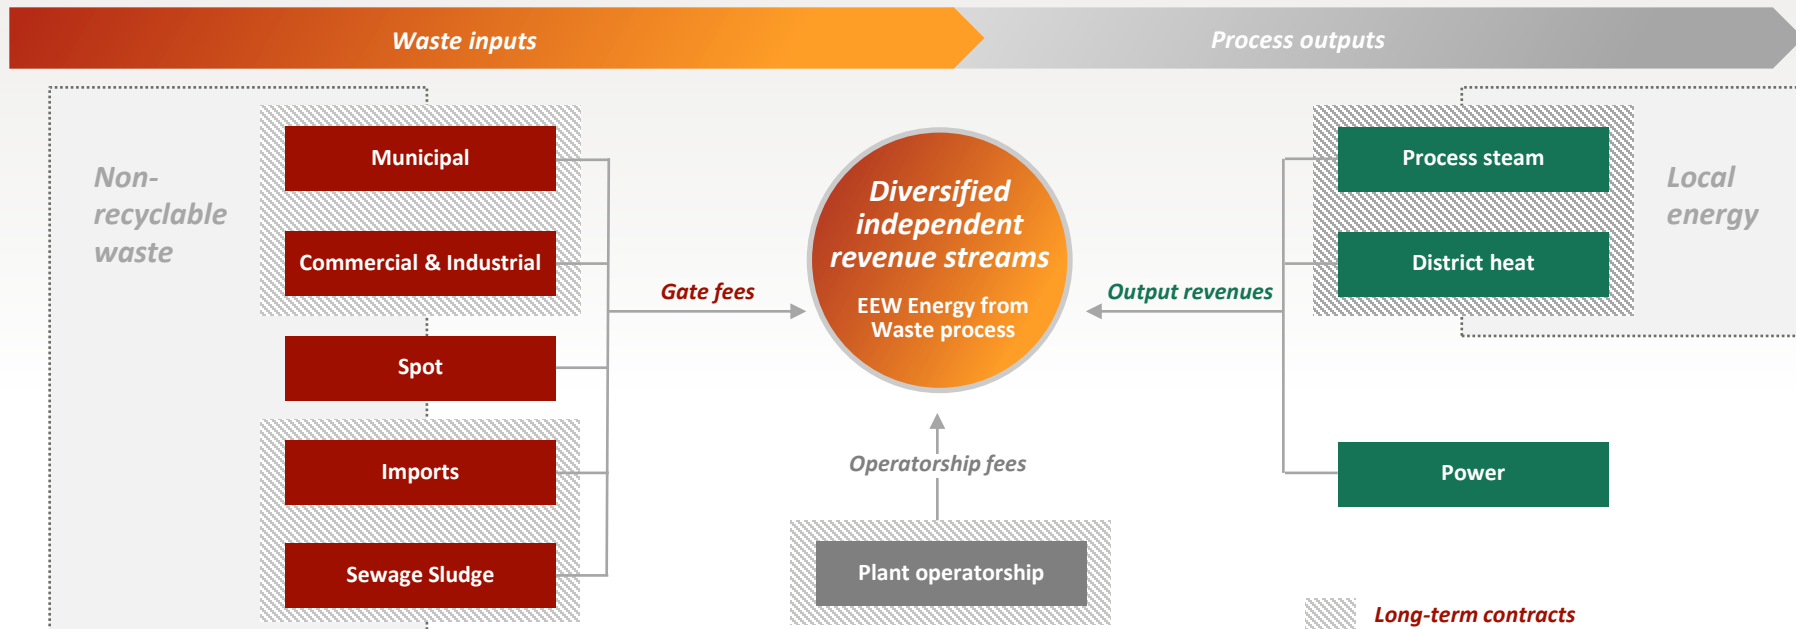 Waste inputs
Process outputs
Non-
recyclable
waste
Municipal
Commercial & Industrial
Spot
Imports
Sewage Sludge
Gate fees
Diversified
independent
revenue streams
EEW Energy from
Waste process
Operatorship fees
Plant operatorship
Output revenues
Process steam
District heat
Power
Local
energy
Long-term contracts